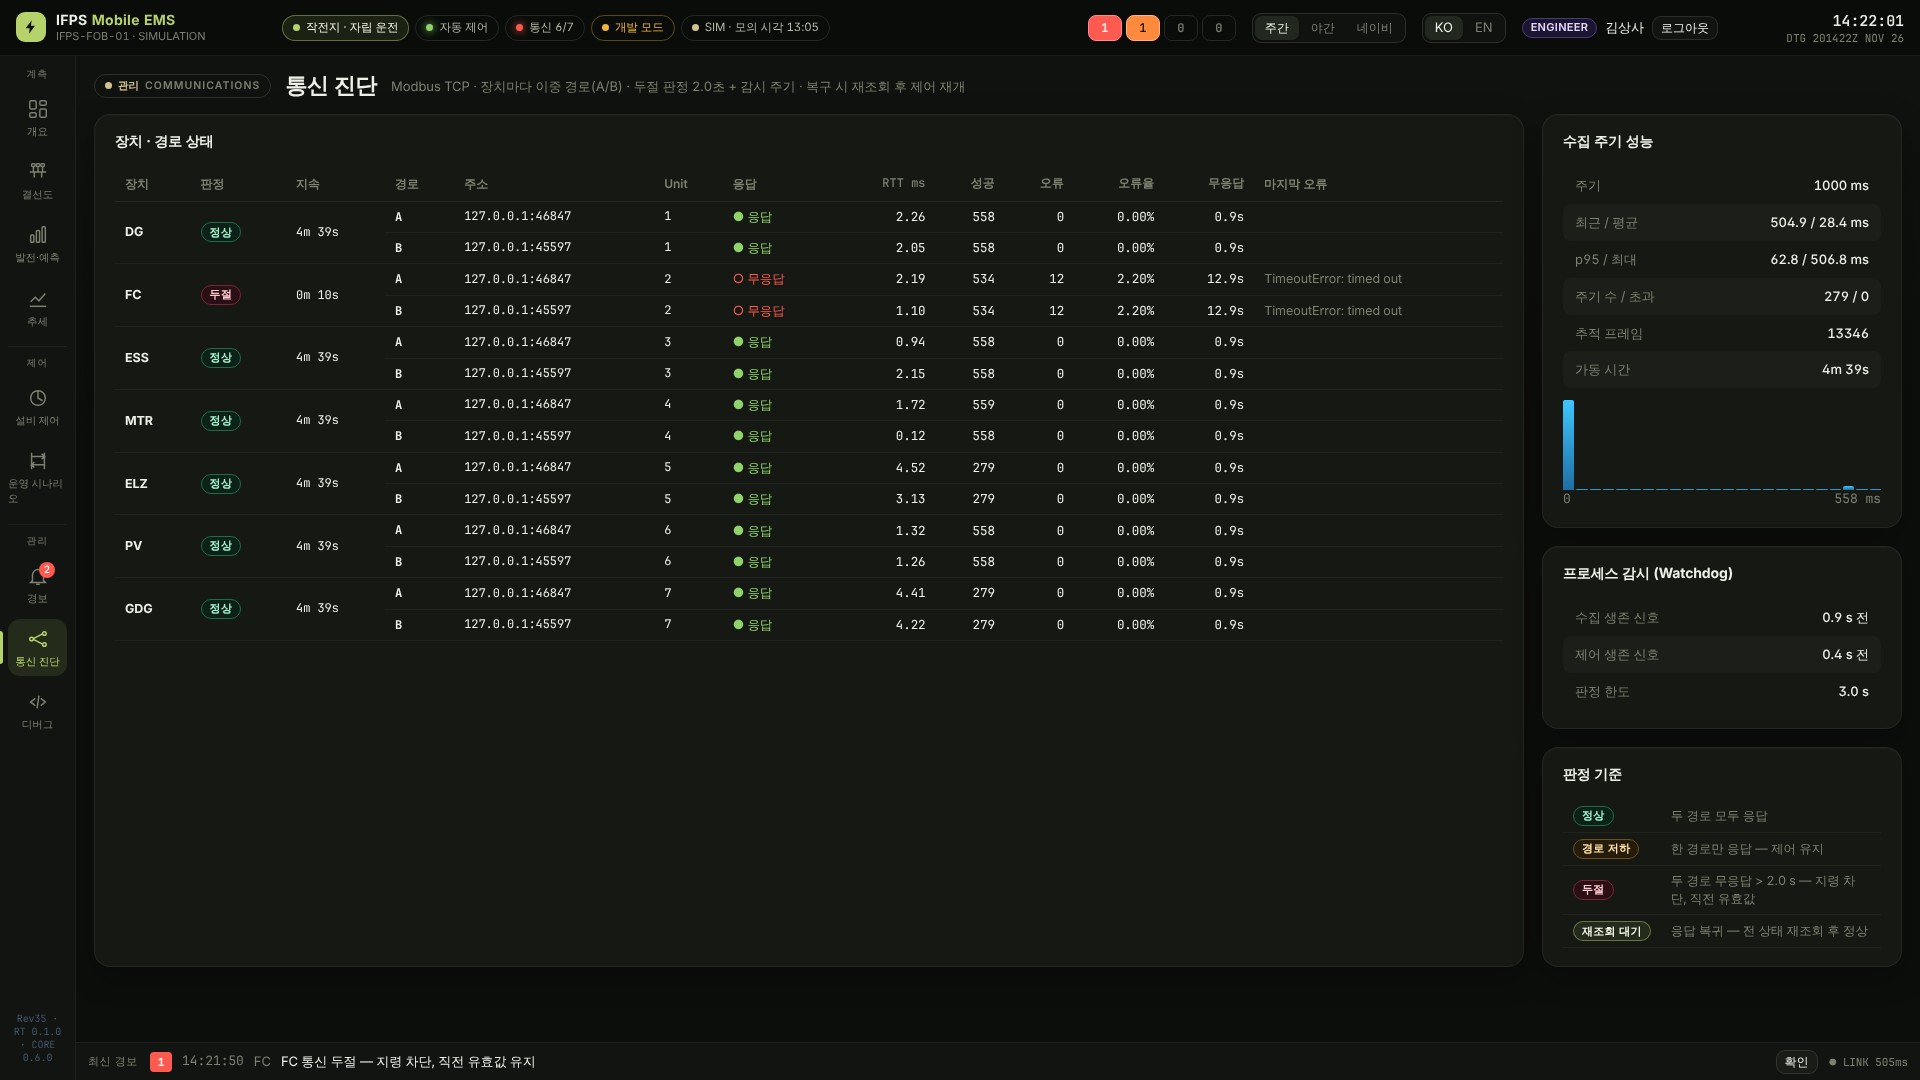 IFPS Mobile EMS
IFPS-FOB-01 · SIMULATION
작전지 · 자립 운전
자동 제어
통신 6/7
개발 모드
SIM · 모의 시각 13:05
1 1 0 0
주간 야간 네이비
KO EN
ENGINEER 김상사 로그아웃
14:22:01
DTG 201422Z NOV 26
계측
개요
결선도
발전·예측
추세
제어
설비 제어
운영 시나리
오
관리
2
경보
통신 진단
디버그
Rev35 ·
RT 0.1.0
· CORE
0.6.0
관리 COMMUNICATIONS
통신 진단
Modbus TCP · 장치마다 이중 경로(A/B) · 두절 판정 2.0초 + 감시 주기 · 복구 시 재조회 후 제어 재개
장치 · 경로 상태
장치 판정 지속 경로 주소 Unit 응답 RTT ms 성공 오류 오류율 무응답 마지막 오류
DG 정상 4m 39s
A 127.0.0.1:46847 1 응답 2.26 558 0 0.00% 0.9s
B 127.0.0.1:45597 1 응답 2.05 558 0 0.00% 0.9s
FC 두절 0m 10s
A 127.0.0.1:46847 2 무응답 2.19 534 12 2.20% 12.9s TimeoutError: timed out
B 127.0.0.1:45597 2 무응답 1.10 534 12 2.20% 12.9s TimeoutError: timed out
ESS 정상 4m 39s
A 127.0.0.1:46847 3 응답 0.94 558 0 0.00% 0.9s
B 127.0.0.1:45597 3 응답 2.15 558 0 0.00% 0.9s
MTR 정상 4m 39s
A 127.0.0.1:46847 4 응답 1.72 559 0 0.00% 0.9s
B 127.0.0.1:45597 4 응답 0.12 558 0 0.00% 0.9s
ELZ 정상 4m 39s
A 127.0.0.1:46847 5 응답 4.52 279 0 0.00% 0.9s
B 127.0.0.1:45597 5 응답 3.13 279 0 0.00% 0.9s
PV 정상 4m 39s
A 127.0.0.1:46847 6 응답 1.32 558 0 0.00% 0.9s
B 127.0.0.1:45597 6 응답 1.26 558 0 0.00% 0.9s
GDG 정상 4m 39s
A 127.0.0.1:46847 7 응답 4.41 279 0 0.00% 0.9s
B 127.0.0.1:45597 7 응답 4.22 279 0 0.00% 0.9s
수집 주기 성능
주기 1000 ms
최근 / 평균 504.9 / 28.4 ms
p95 / 최대 62.8 / 506.8 ms
주기 수 / 초과 279 / 0
추적 프레임 13346
가동 시간 4m 39s
0 558 ms
프로세스 감시 (Watchdog)
수집 생존 신호 0.9 s 전
제어 생존 신호 0.4 s 전
판정 한도 3.0 s
판정 기준
정상 두 경로 모두 응답
경로 저하 한 경로만 응답 — 제어 유지
두절 두 경로 무응답 > 2.0 s — 지령 차
단, 직전 유효값
재조회 대기 응답 복귀 — 전 상태 재조회 후 정상
최신 경보 1 14:21:50 FC FC 통신 두절 — 지령 차단, 직전 유효값 유지
확인 LINK 505ms